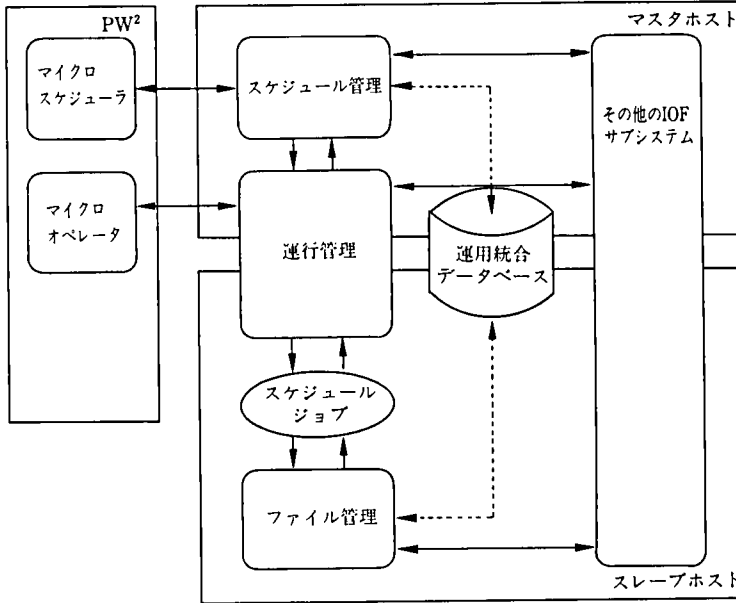 PW²
マスタホスト
マイクロ
スケジューラ
スケジュール管理
その他のIOF
サブシステム
マイクロ
オペレータ
運行管理
運用統合
データベース
スケジュール
ジョブ
ファイル管理
スレーブホスト